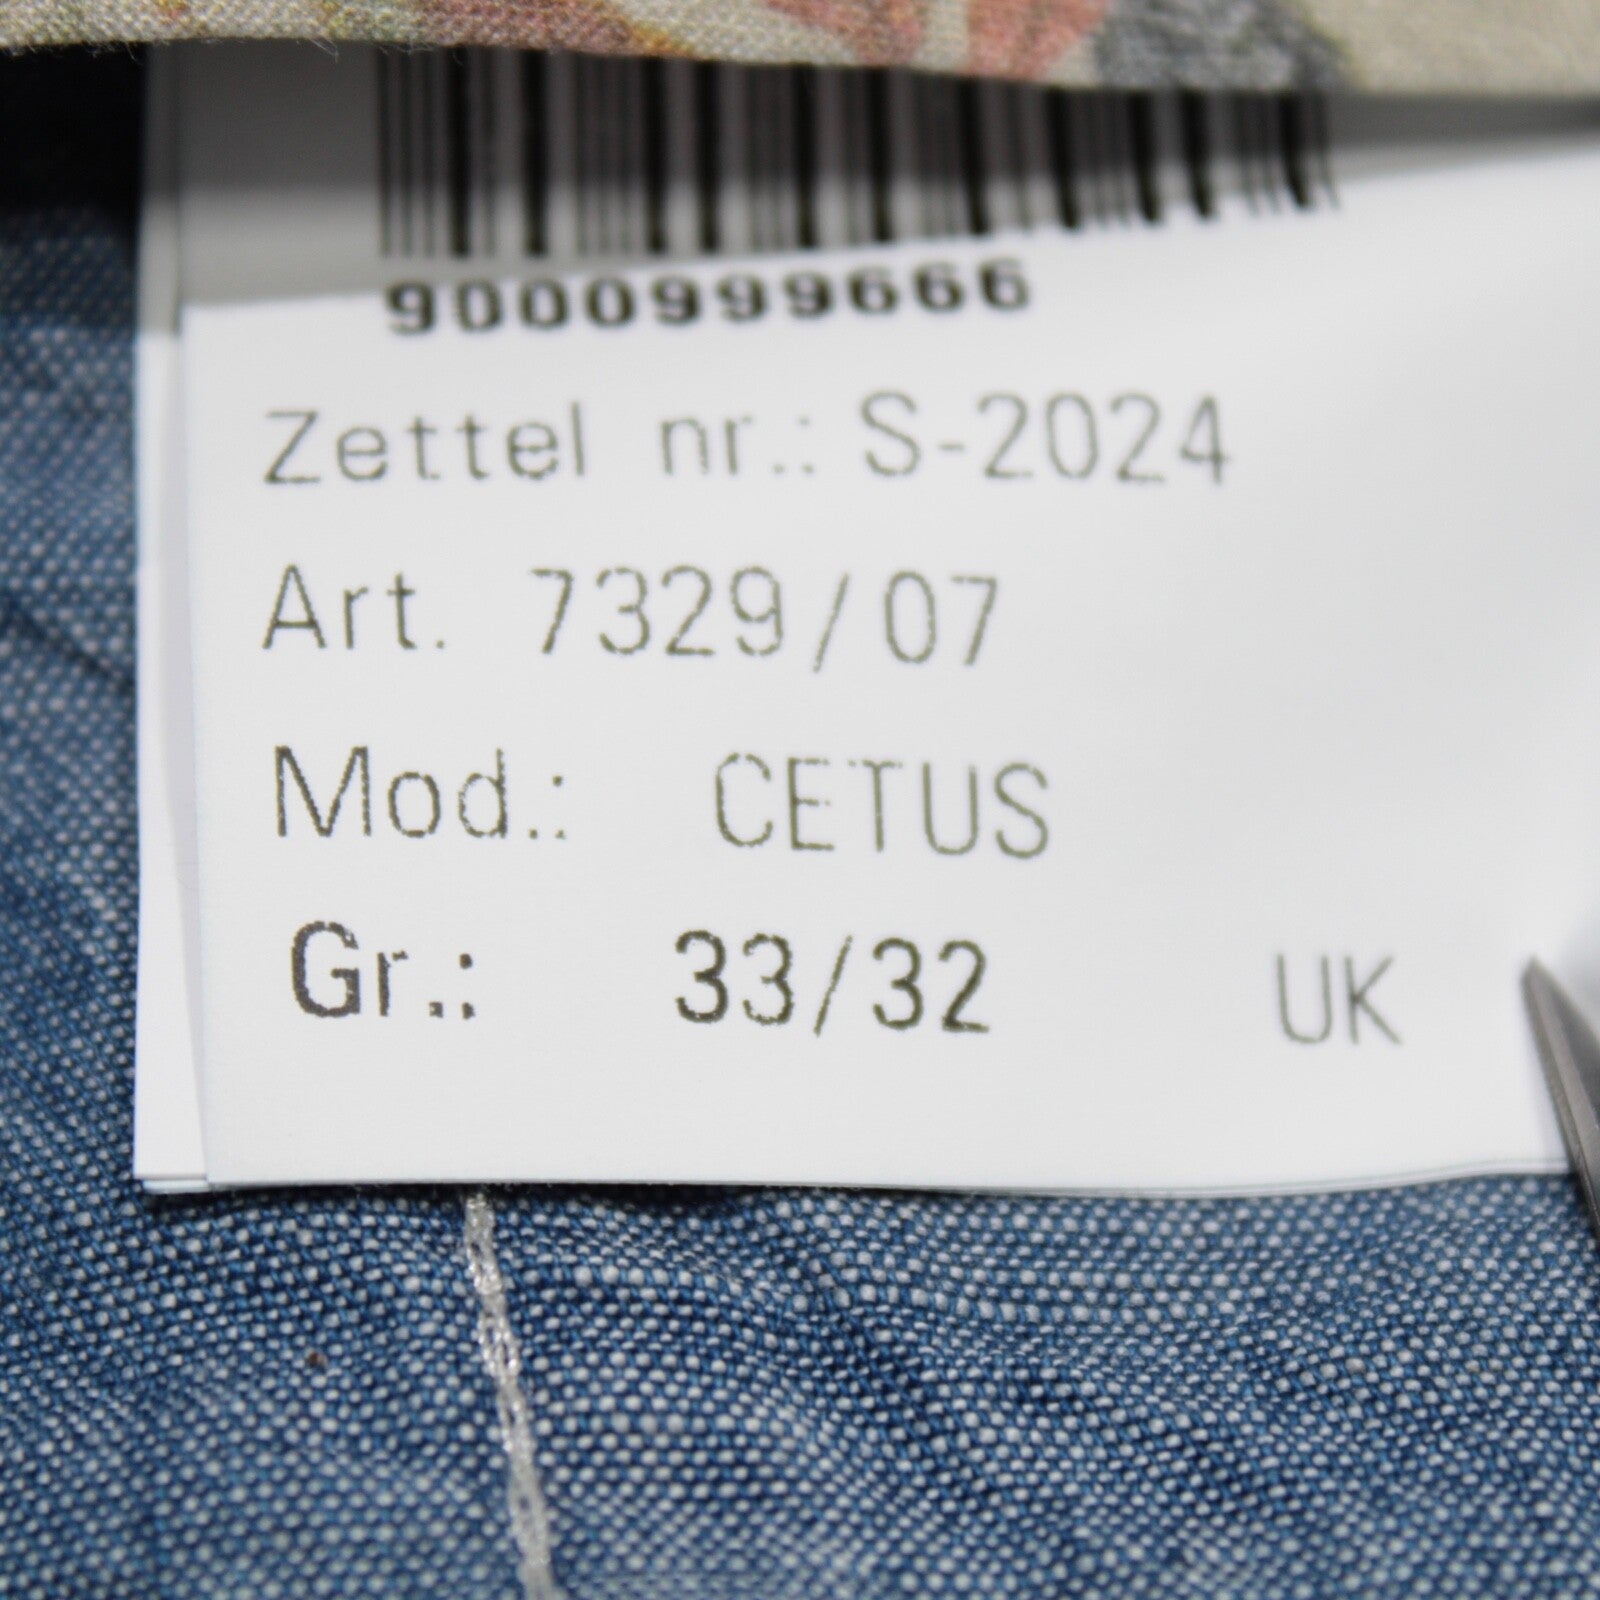 9000999666
Zettel nr.: S-2024
Art. 7329/07
Mod.: CETUS
Gr.: 33/32 UK